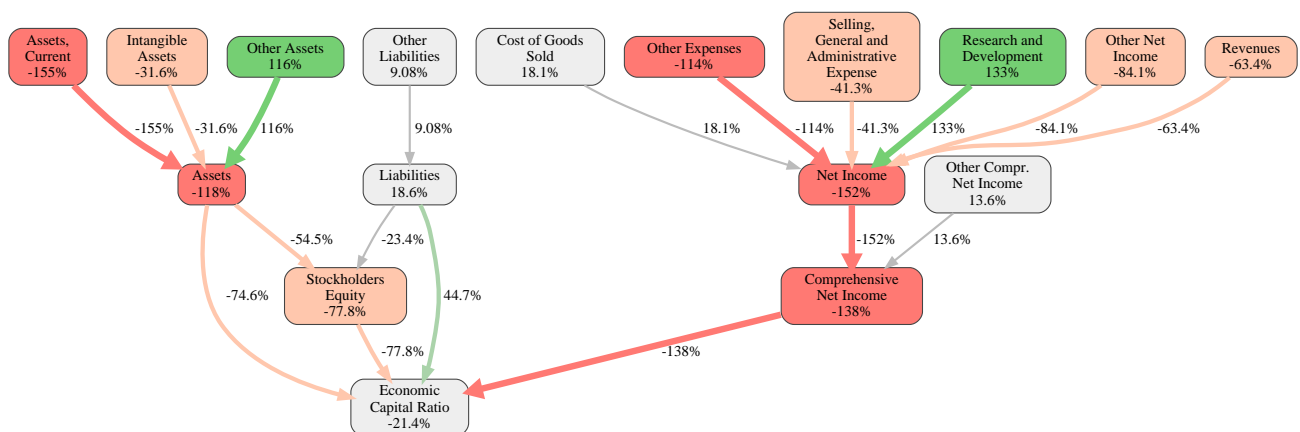 Assets,
Current
-155%
Intangible
Assets
-31.6%
Other Assets
116%
Other
Liabilities
9.08%
Cost of Goods
Sold
18.1%
Other Expenses
-114%
Selling,
General and
Administrative
Expense
-41.3%
Research and
Development
133%
Other Net
Income
-84.1%
Revenues
-63.4%
-155%
-31.6%
116%
9.08%
18.1%
-114%
-41.3%
133%
-84.1%
-63.4%
Assets
-118%
Liabilities
18.6%
Net Income
-152%
Other Compr.
Net Income
13.6%
-54.5%
-23.4%
-152%
13.6%
Stockholders
Equity
-77.8%
Comprehensive
Net Income
-138%
-74.6%
44.7%
-77.8%
-138%
Economic
Capital Ratio
-21.4%